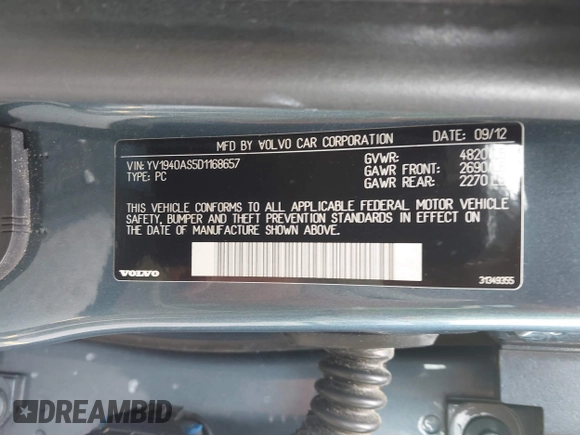 MFD BY VOLVO CAR CORPORATION DATE: 09/12
VIN: YV1940AS5D1168657
TYPE: PC
GVWR: 4820
GAWR FRONT: 2690
GAWR REAR: 2270
THIS VEHICLE CONFORMS TO ALL APPLICABLE FEDERAL MOTOR VEHICLE
SAFETY, BUMPER AND THEFT PREVENTION STANDARDS IN EFFECT ON
THE DATE OF MANUFACTURE SHOWN ABOVE.
VOLVO
31349355
DREAMBID